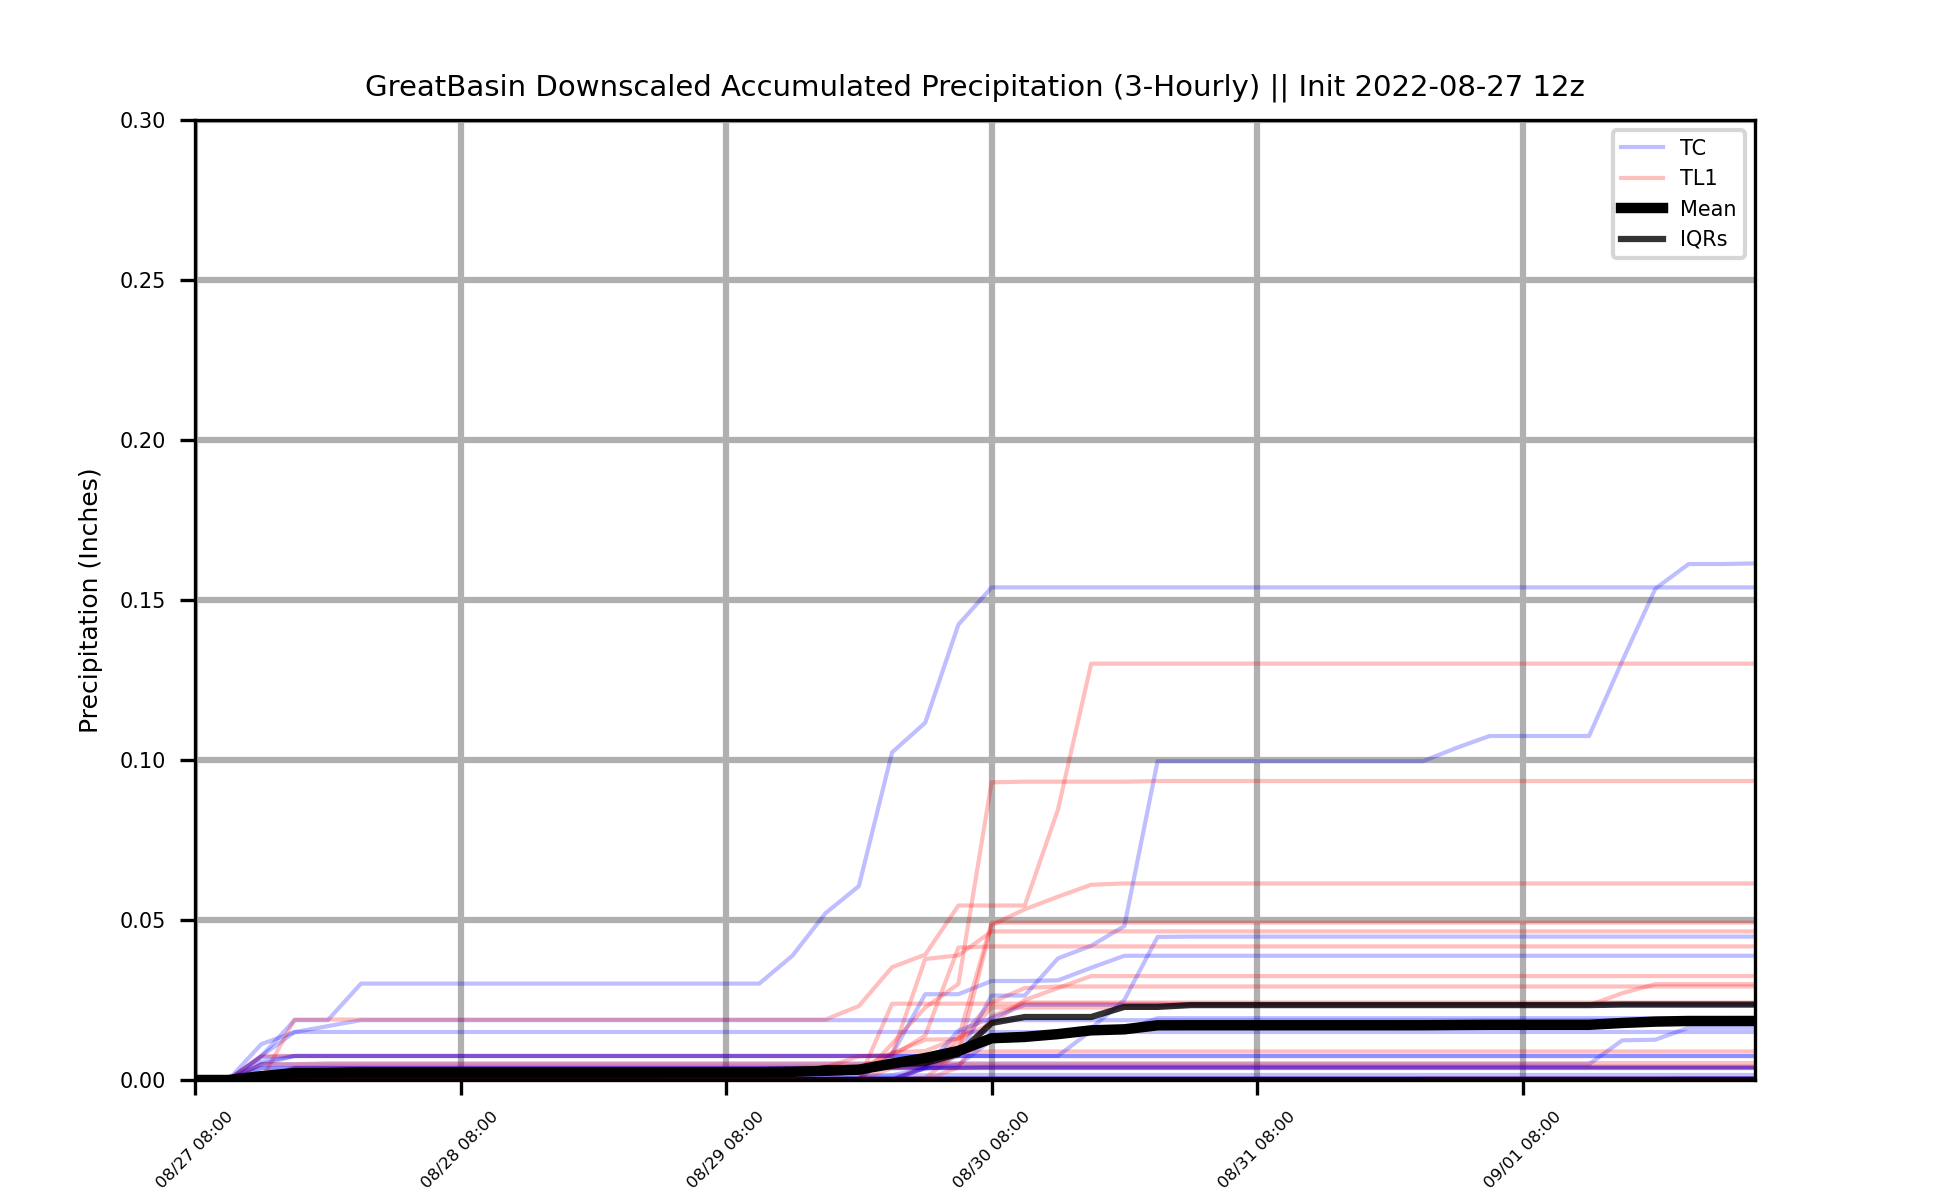 GreatBasin Downscaled Accumulated Precipitation (3-Hourly) || Init 2022-08-27 12z
TC
TL1
Mean
IQRs
Precipitation (Inches)
0.30
0.25
0.20
0.15
0.10
0.05
0.00
08/27 08:00
08/28 08:00
08/29 08:00
08/30 08:00
08/31 08:00
09/01 08:00